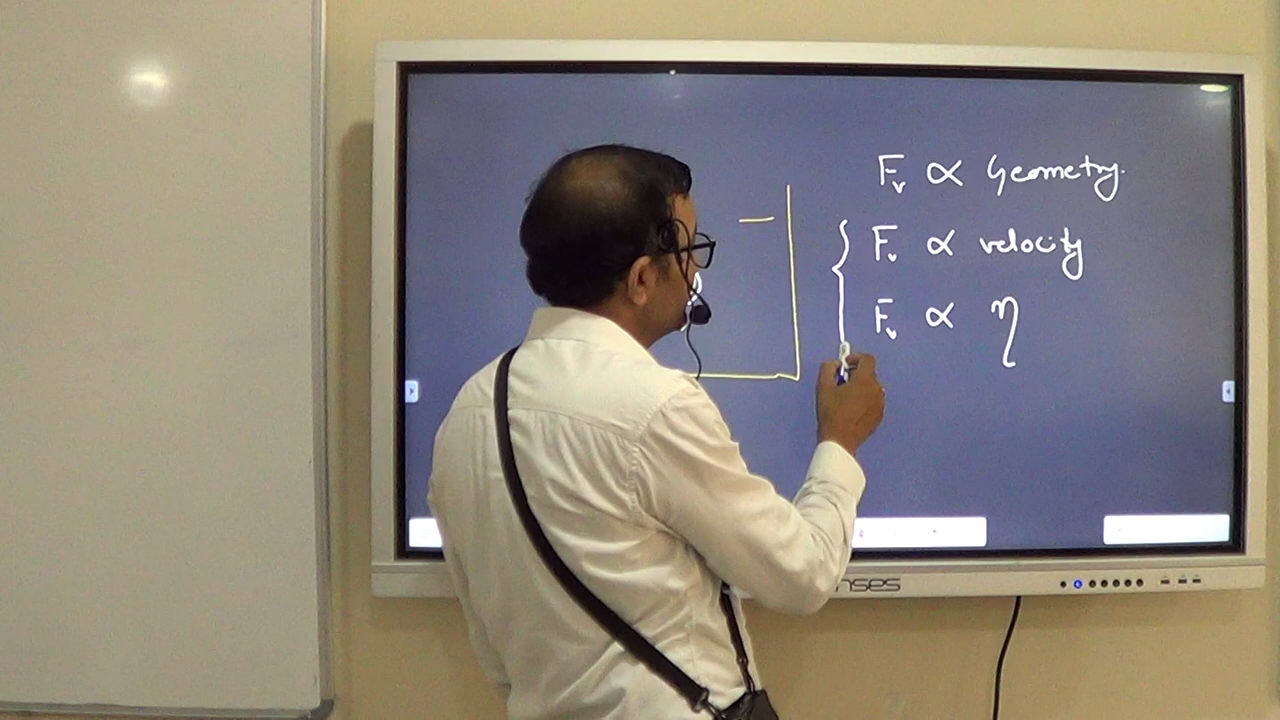 Fv ∝ Geometry.
Fv ∝ velocity
Fv ∝ η